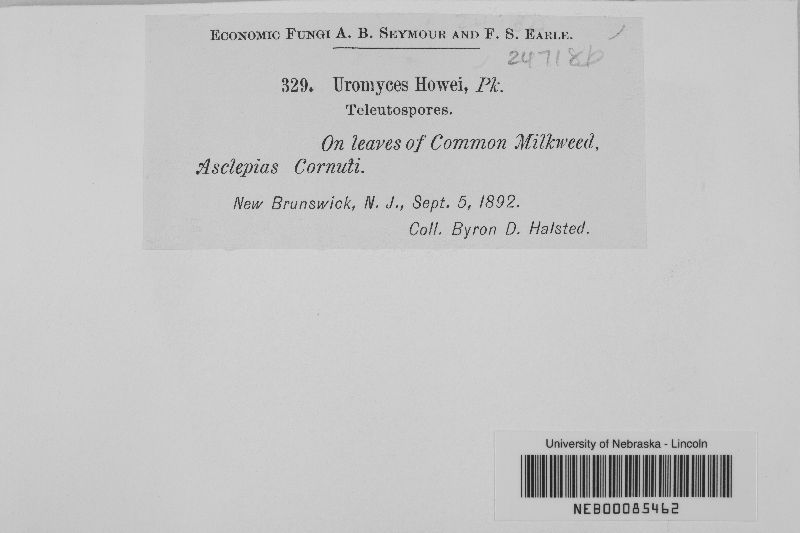 Economic Fungi A. B. Seymour and F. S. Earle.
247186
329. Uromyces Howei, Pk.
Teleutospores.
On leaves of Common Milkweed,
Asclepias Cornuti.
New Brunswick, N. J., Sept. 5, 1892.
Coll. Byron D. Halsted.
University of Nebraska - Lincoln
NEB00085462